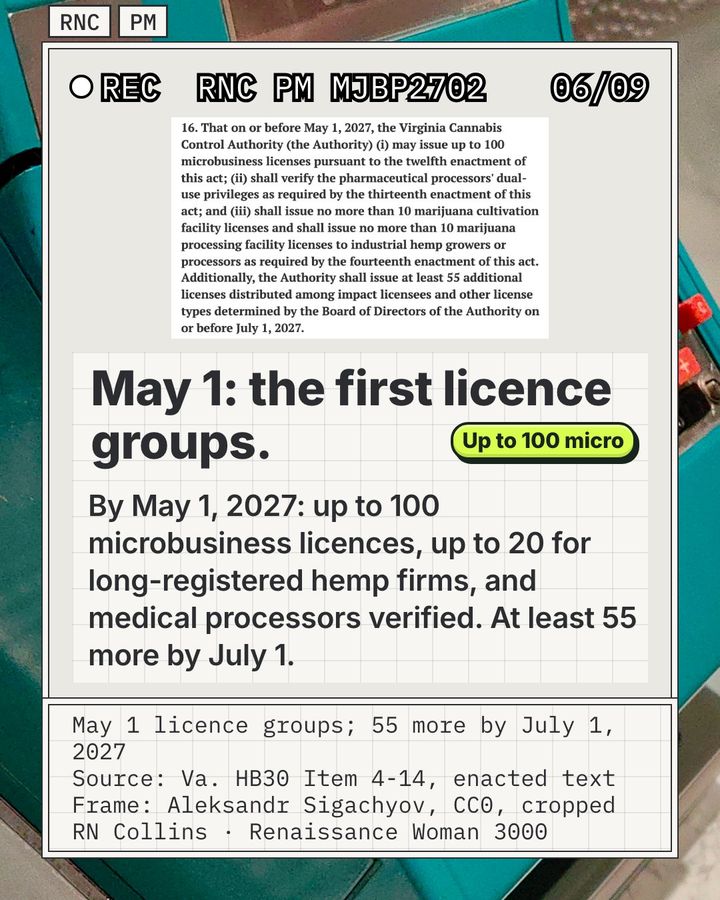 RNC PM
REC RNC PM MJBP2702 06/09
16. That on or before May 1, 2027, the Virginia Cannabis
Control Authority (the Authority) (i) may issue up to 100
microbusiness licenses pursuant to the twelfth enactment of
this act; (ii) shall verify the pharmaceutical processors' dual-
use privileges as required by the thirteenth enactment of this
act; and (iii) shall issue no more than 10 marijuana cultivation
facility licenses and shall issue no more than 10 marijuana
processing facility licenses to industrial hemp growers or
processors as required by the fourteenth enactment of this act.
Additionally, the Authority shall issue at least 55 additional
licenses distributed among impact licensees and other license
types determined by the Board of Directors of the Authority on
or before July 1, 2027.
May 1: the first licence
groups.
Up to 100 micro
By May 1, 2027: up to 100
microbusiness licences, up to 20 for
long-registered hemp firms, and
medical processors verified. At least 55
more by July 1.
May 1 licence groups; 55 more by July 1,
2027
Source: Va. HB30 Item 4-14, enacted text
Frame: Aleksandr Sigachyov, CC0, cropped
RN Collins · Renaissance Woman 3000